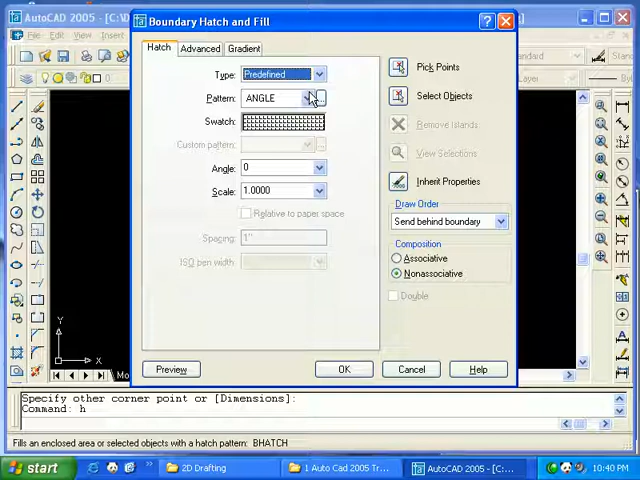 AutoCAD 2005 - [C:\D
Boundary Hatch and Fill
File
Edit
Standard
Hatch
Advanced
Gradient
Type:
Predefined
Pattern:
ANGLE
Swatch:
Custom pattern:
Angle:
0
Scale:
1.0000
Relative to paper space
Spacing:
1"
ISO pen width:
Pick Points
Select Objects
Remove Islands
View Selections
Inherit Properties
Draw Order
Send behind boundary
Composition
Associative
Nonassociative
Double
Preview
OK
Cancel
Help
Y
X
Mo
Specify other corner point or [Dimensions]:
Command: h
Fills an enclosed area or selected objects with a hatch pattern: BHATCH
start
2D Drafting
1 Auto Cad 2005 Tr...
AutoCAD 2005 - [C:...
10:40 PM